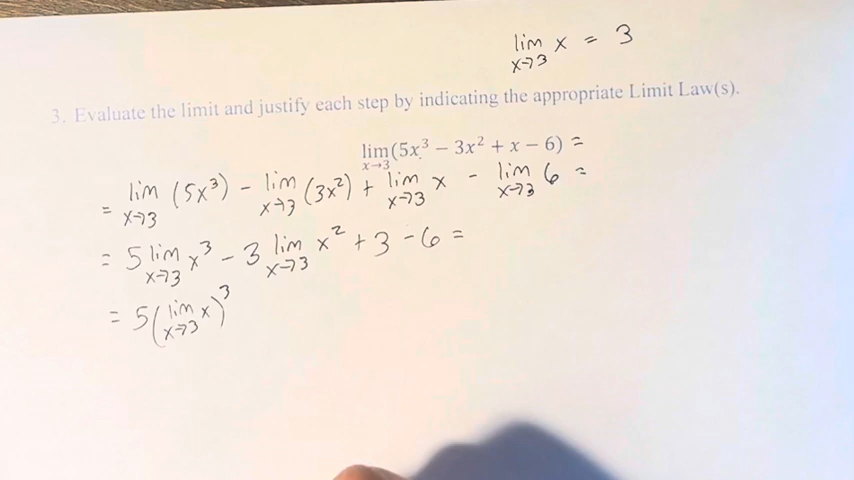 lim x→3 x = 3
3. Evaluate the limit and justify each step by indicating the appropriate Limit Law(s).
lim x→3 (5x³ − 3x² + x − 6) =
= lim x→3 (5x³) − lim x→3 (3x²) + lim x→3 x − lim x→3 6 =
= 5 lim x→3 x³ − 3 lim x→3 x² + 3 − 6 =
= 5(lim x→3 x)³